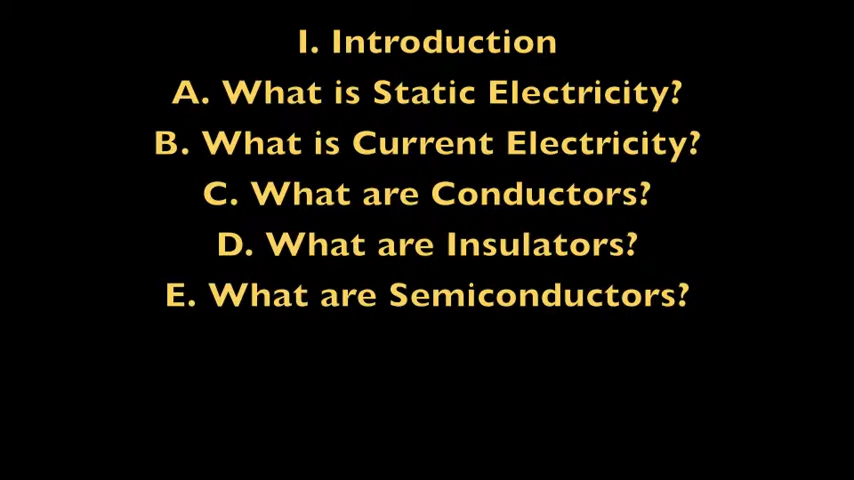 I. Introduction
A. What is Static Electricity?
B. What is Current Electricity?
C. What are Conductors?
D. What are Insulators?
E. What are Semiconductors?